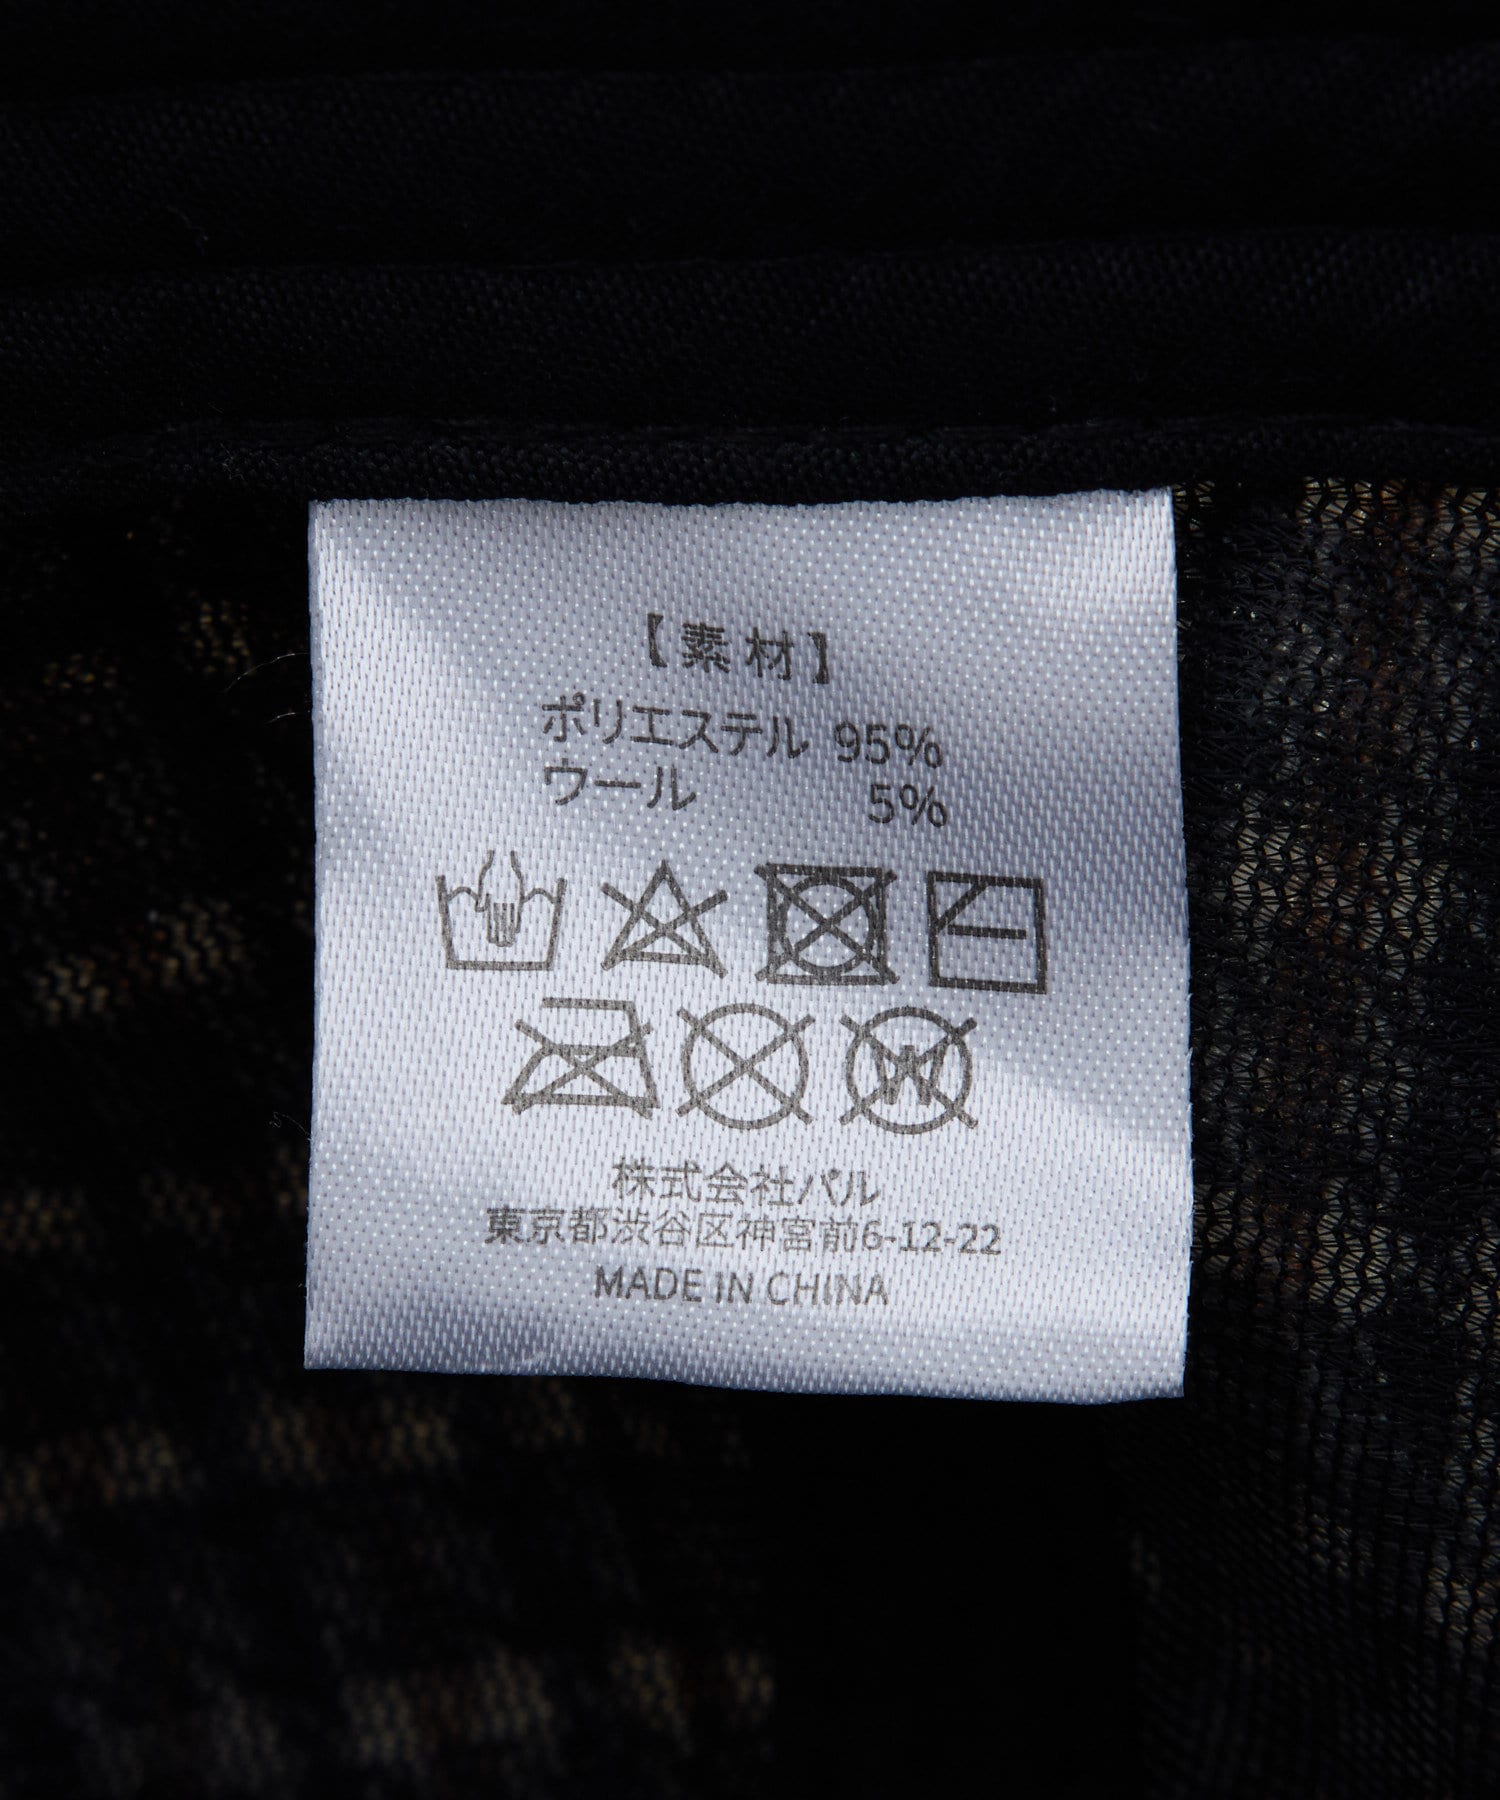 【素材】
ポリエステル 95%
ウール 5%
株式会社パル
東京都渋谷区神宮前6-12-22
MADE IN CHINA